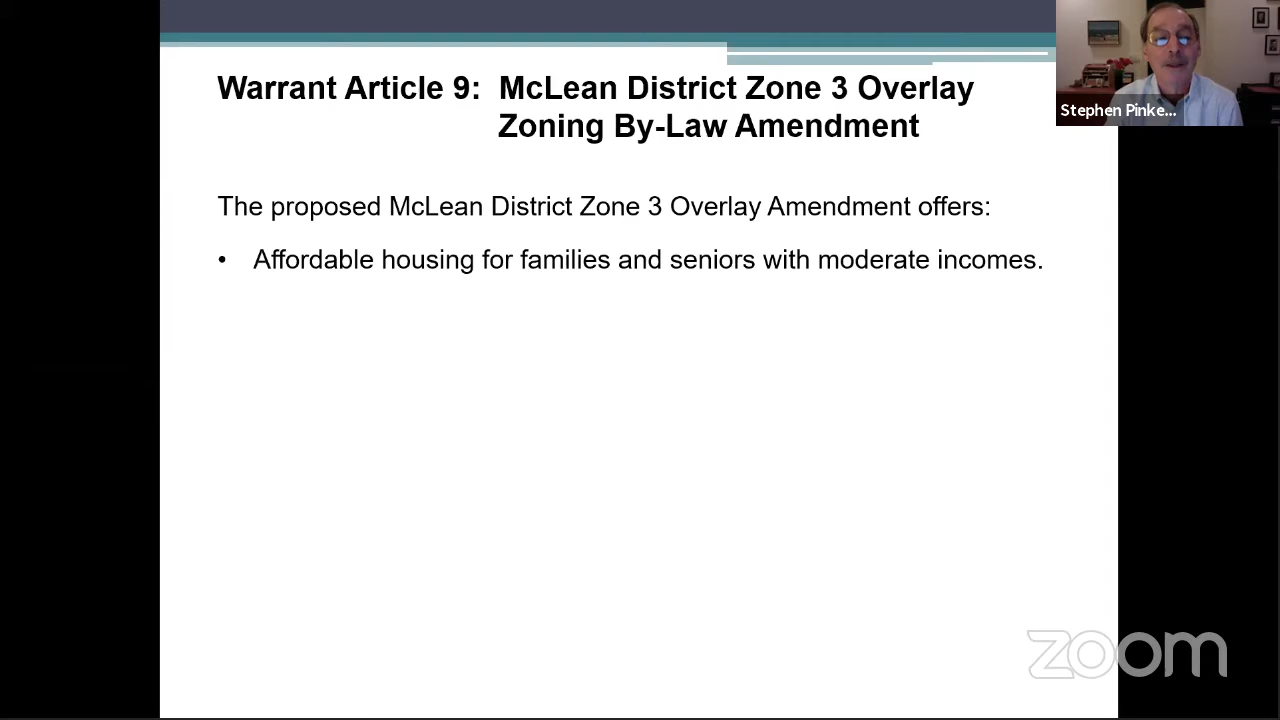 Warrant Article 9: McLean District Zone 3 Overlay
Zoning By-Law Amendment
Stephen Pinke...
The proposed McLean District Zone 3 Overlay Amendment offers:
• Affordable housing for families and seniors with moderate incomes.
zoom